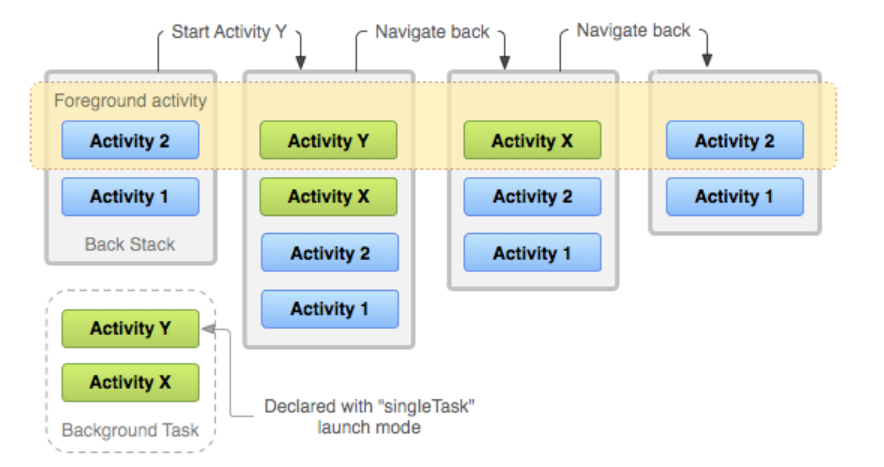 Start Activity Y
Navigate back
Navigate back
Foreground activity
Activity 2
Activity 1
Back Stack
Activity Y
Activity X
Activity 2
Activity 1
Activity X
Activity 2
Activity 1
Activity 2
Activity 1
Activity Y
Activity X
Background Task
Declared with "singleTask"
launch mode